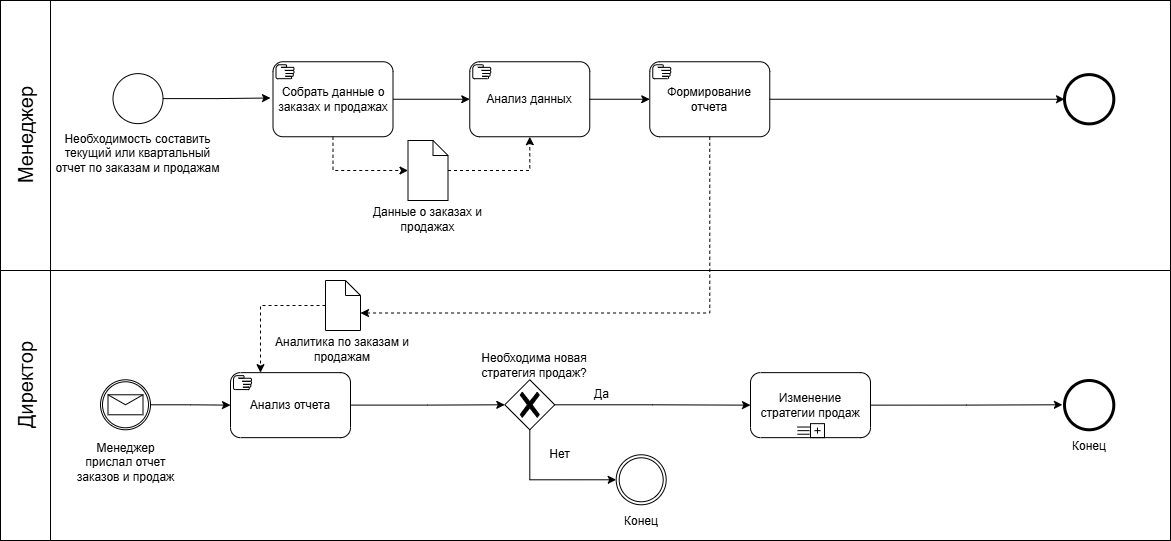 Менеджер
Необходимость составить
текущий или квартальный
отчет по заказам и продажам
Собрать данные о
заказах и продажах
Анализ данных
Формирование
отчета
Данные о заказах и
продажах
Директор
Менеджер
прислал отчет
заказов и продаж
Аналитика по заказам и
продажам
Анализ отчета
Необходима новая
стратегия продаж?
Да
Нет
Конец
Изменение
стратегии продаж
Конец